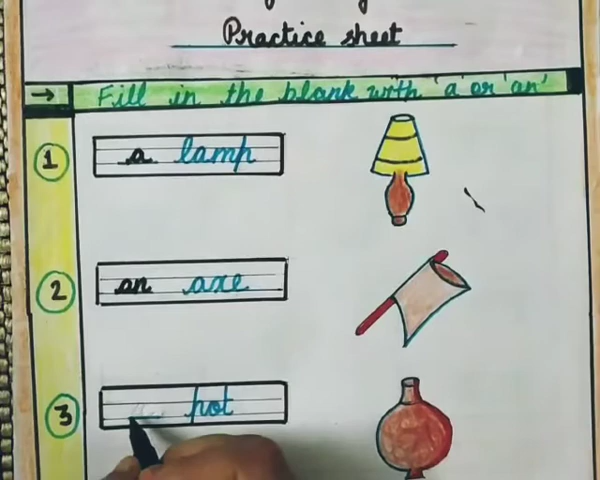 Practice sheet
→ Fill in the blank with 'a' or 'an'
1 a lamp
2 an axe
3 pot